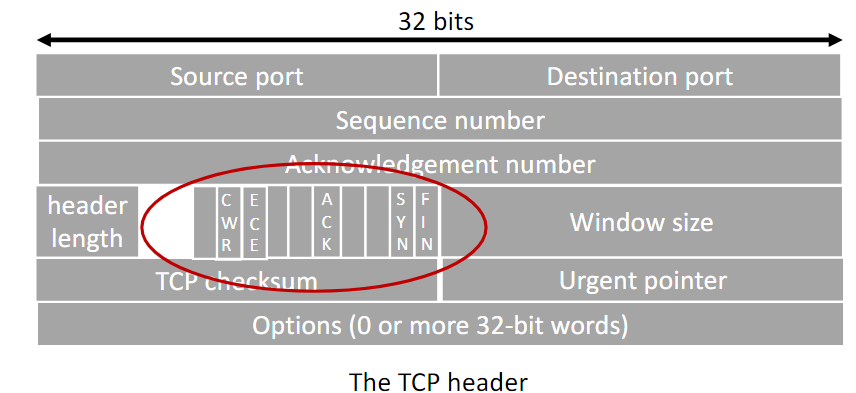 32 bits
Source port Destination port
Sequence number
Acknowledgement number
header length CWR ECE ACK SYN FIN Window size
TCP checksum Urgent pointer
Options (0 or more 32-bit words)
The TCP header